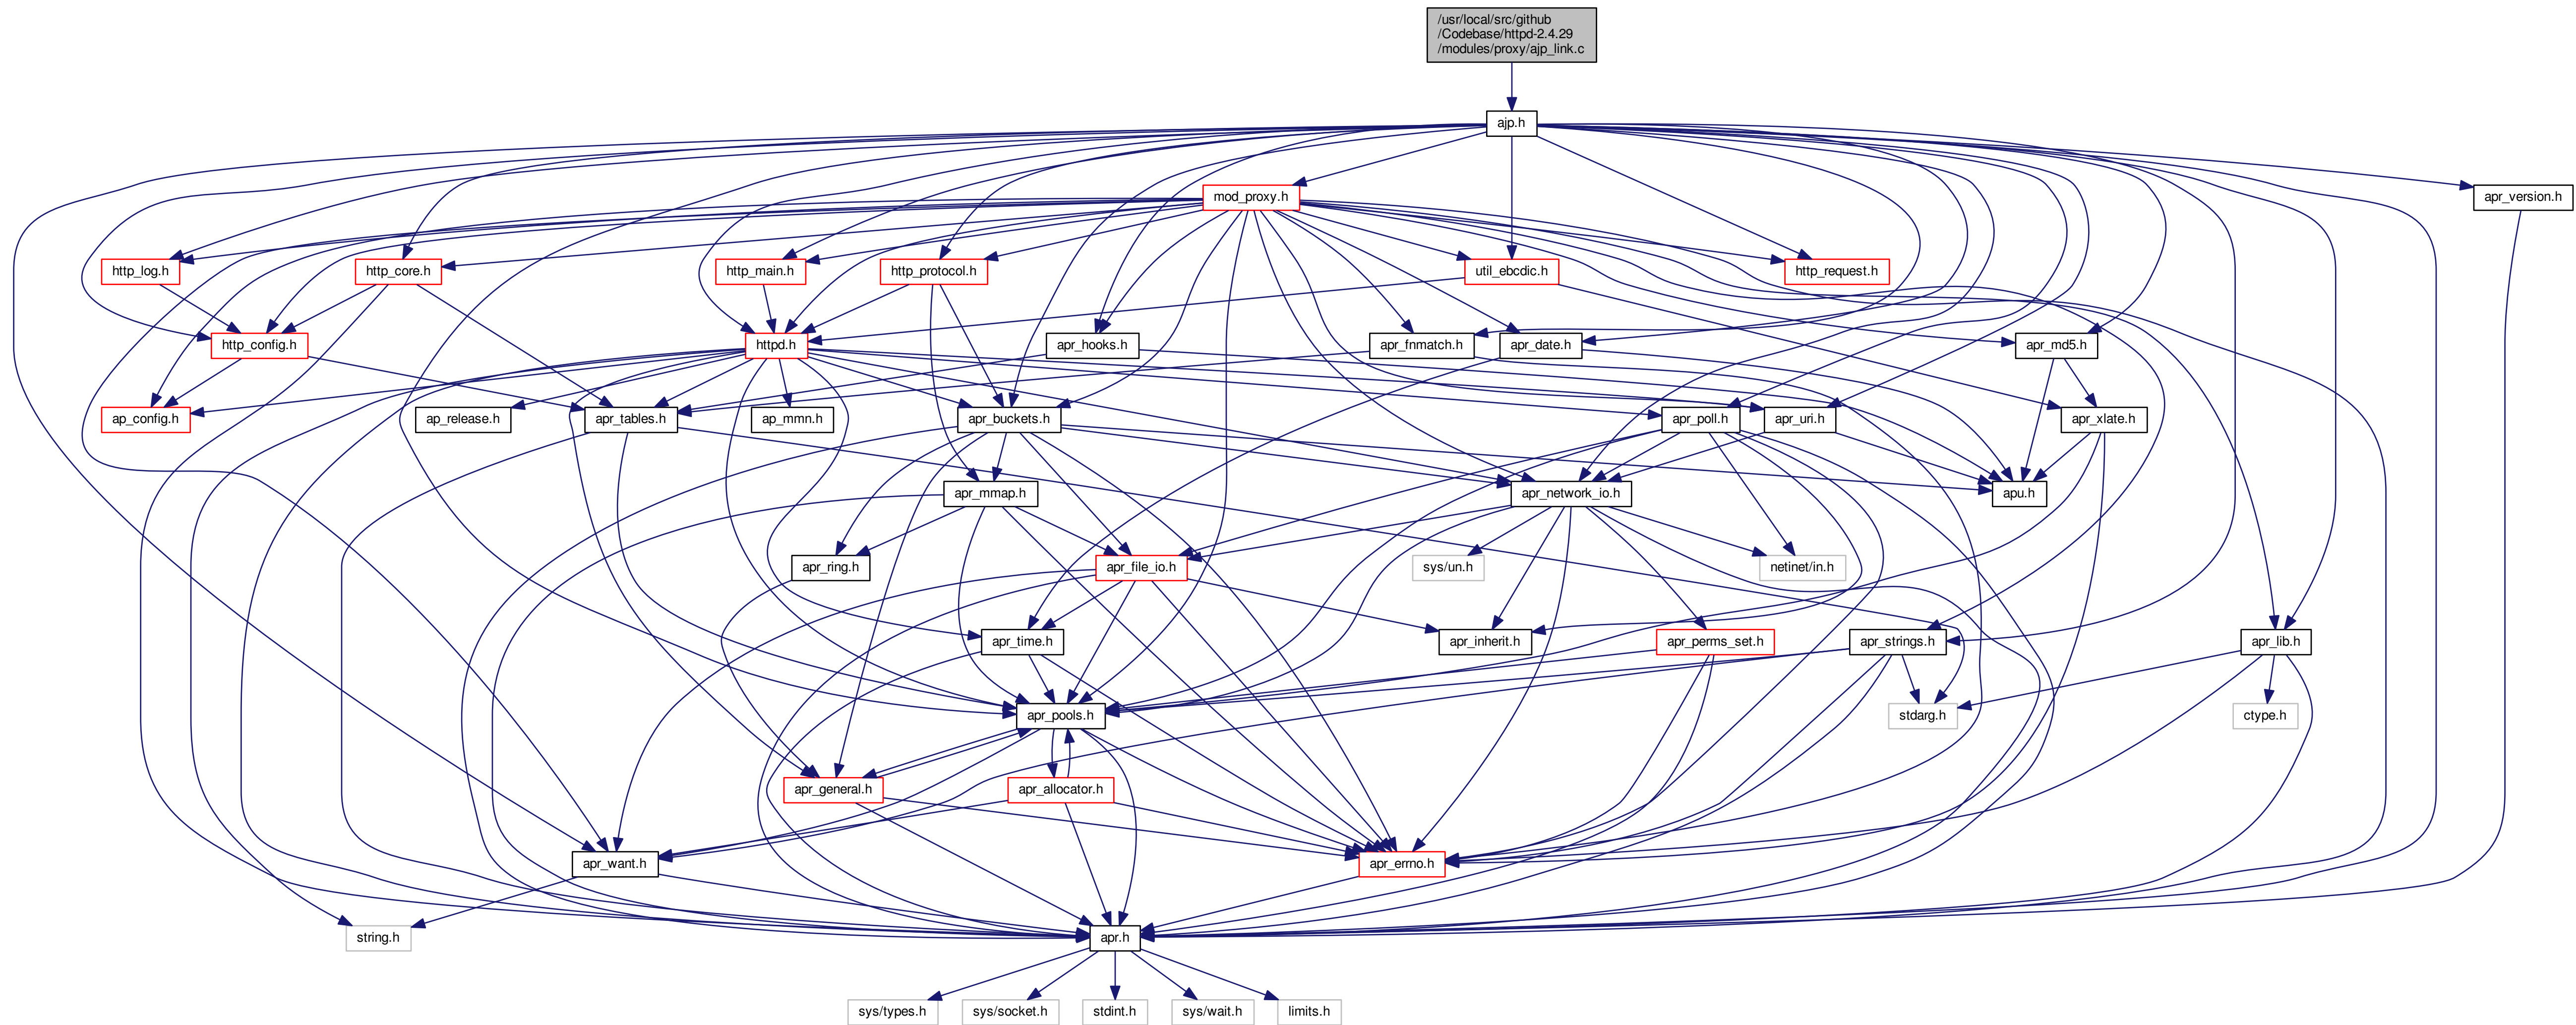 /usr/local/src/github
/Codebase/httpd-2.4.29
/modules/proxy/ajp_link.c
ajp.h
mod_proxy.h
apr_version.h
http_log.h
http_core.h
http_main.h
http_protocol.h
util_ebcdic.h
http_request.h
http_config.h
httpd.h
apr_hooks.h
apr_fnmatch.h
apr_date.h
apr_md5.h
ap_config.h
ap_release.h
apr_tables.h
ap_mmn.h
apr_buckets.h
apr_poll.h
apr_uri.h
apr_xlate.h
apr_mmap.h
apr_network_io.h
apu.h
apr_ring.h
apr_file_io.h
sys/un.h
netinet/in.h
apr_time.h
apr_inherit.h
apr_perms_set.h
apr_strings.h
apr_lib.h
apr_pools.h
stdarg.h
ctype.h
apr_general.h
apr_allocator.h
apr_want.h
apr_errno.h
string.h
apr.h
sys/types.h
sys/socket.h
stdint.h
sys/wait.h
limits.h